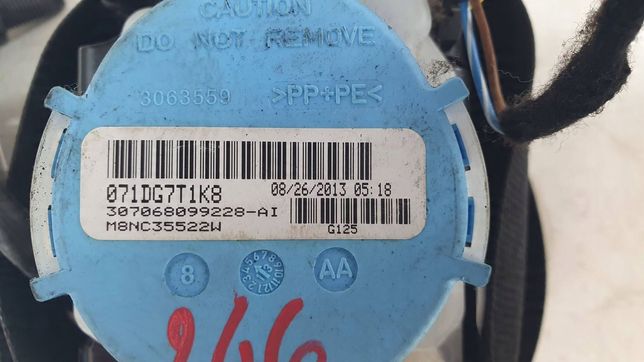 CAUTION
DO NOT REMOVE
3063559 >PP+PE<
071DG7T1K8 08/26/2013 05:18
307068099228-AI
M8NC35522W G125
8 13 AA